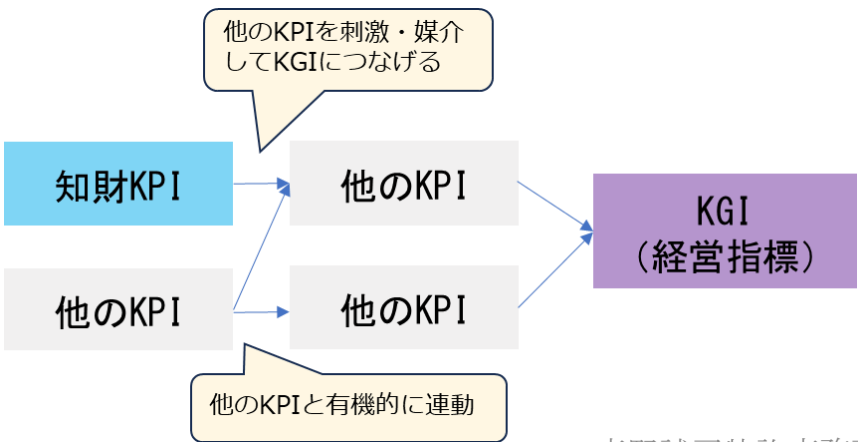 他のKPIを刺激・媒介
してKGIにつなげる
知財KPI
他のKPI
KGI
（経営指標）
他のKPI
他のKPI
他のKPIと有機的に連動